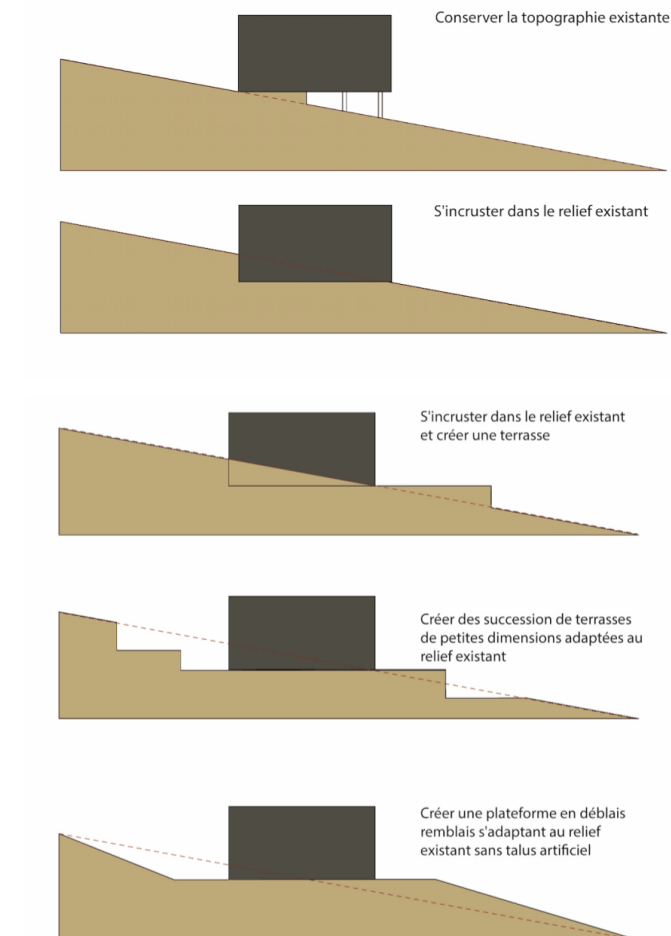 Conserver la topographie existante
S'incruster dans le relief existant
S'incruster dans le relief existant
et créer une terrasse
Créer des succession de terrasses
de petites dimensions adaptées au
relief existant
Créer une plateforme en déblais
remblais s'adaptant au relief
existant sans talus artificiel